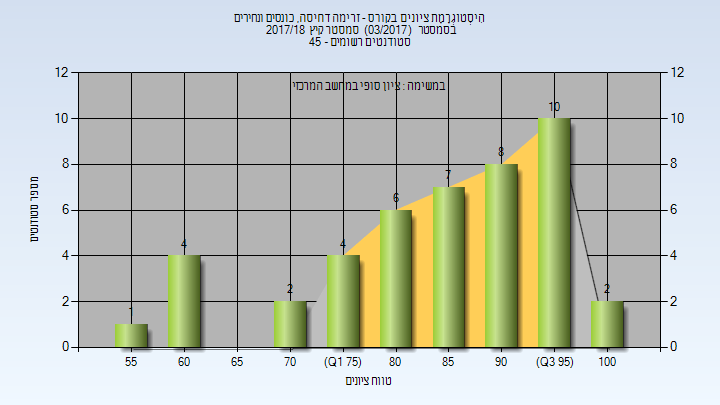 היסטוגרמת ציונים בקורס - זרימה דחיסה, כונסים ונחירים
בסמסטר (03/2017) סמסטר קיץ 2017/18
סטודנטים רשומים - 45
במשימה : ציון סופי במחשב המרכזי
12 12
10 10 10
8 8 8
7
6 6 6
4 4 4 4
2 2 2 2
1
0 0
55 60 65 70 (Q1 75) 80 85 90 (Q3 95) 100
מספר סטודנטים
טווח ציונים